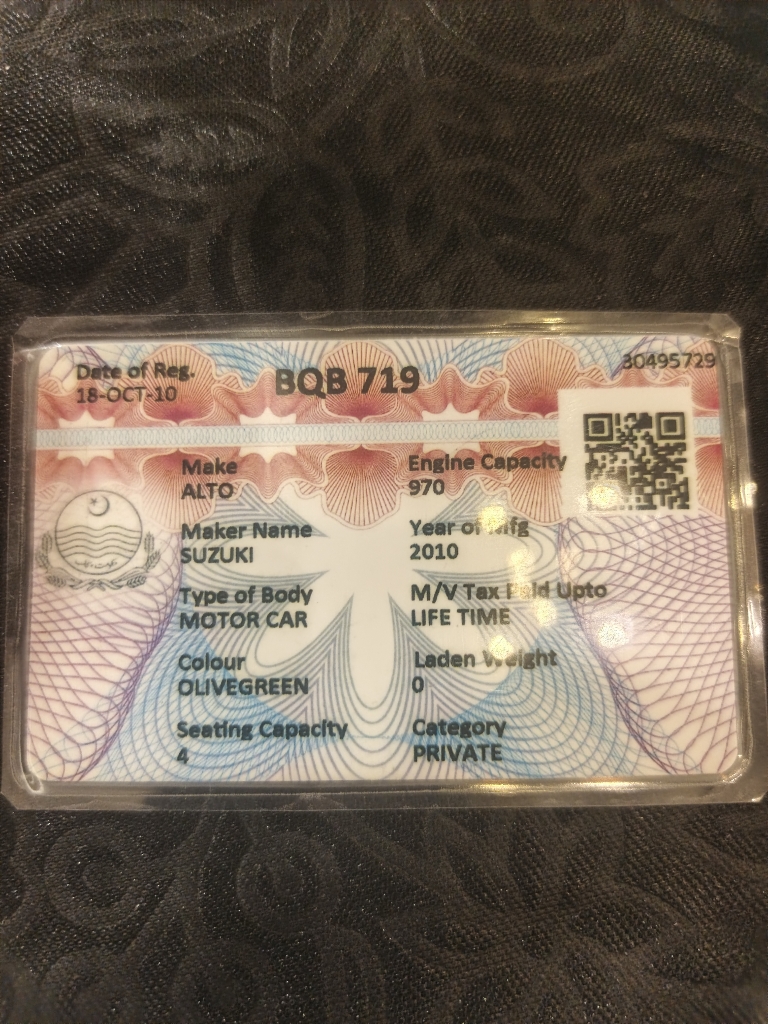 Date of Reg.
18-OCT-10
BQB 719
30495729
Make
ALTO
Engine Capacity
970
Maker Name
SUZUKI
Year of Mfg
2010
Type of Body
MOTOR CAR
M/V Tax Paid Upto
LIFE TIME
Colour
OLIVEGREEN
Laden Weight
0
Seating Capacity
4
Category
PRIVATE